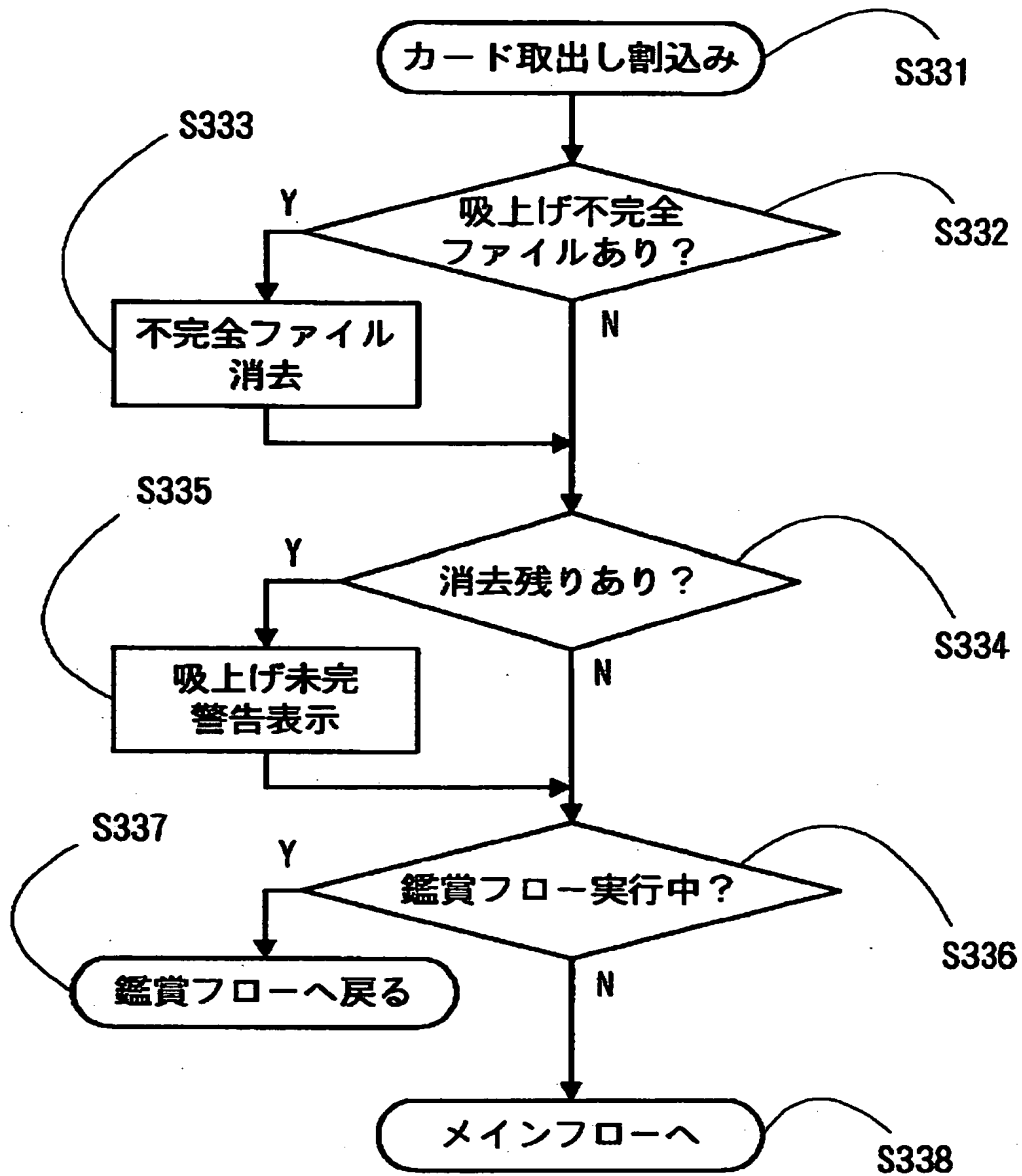 カード取出し割込み
S331
S333
Y
吸上げ不完全
ファイルあり?
S332
N
不完全ファイル
消去
S335
Y
消去残りあり?
S334
N
吸上げ未完
警告表示
S337
Y
鑑賞フロー実行中?
S336
N
鑑賞フローへ戻る
メインフローへ
S338